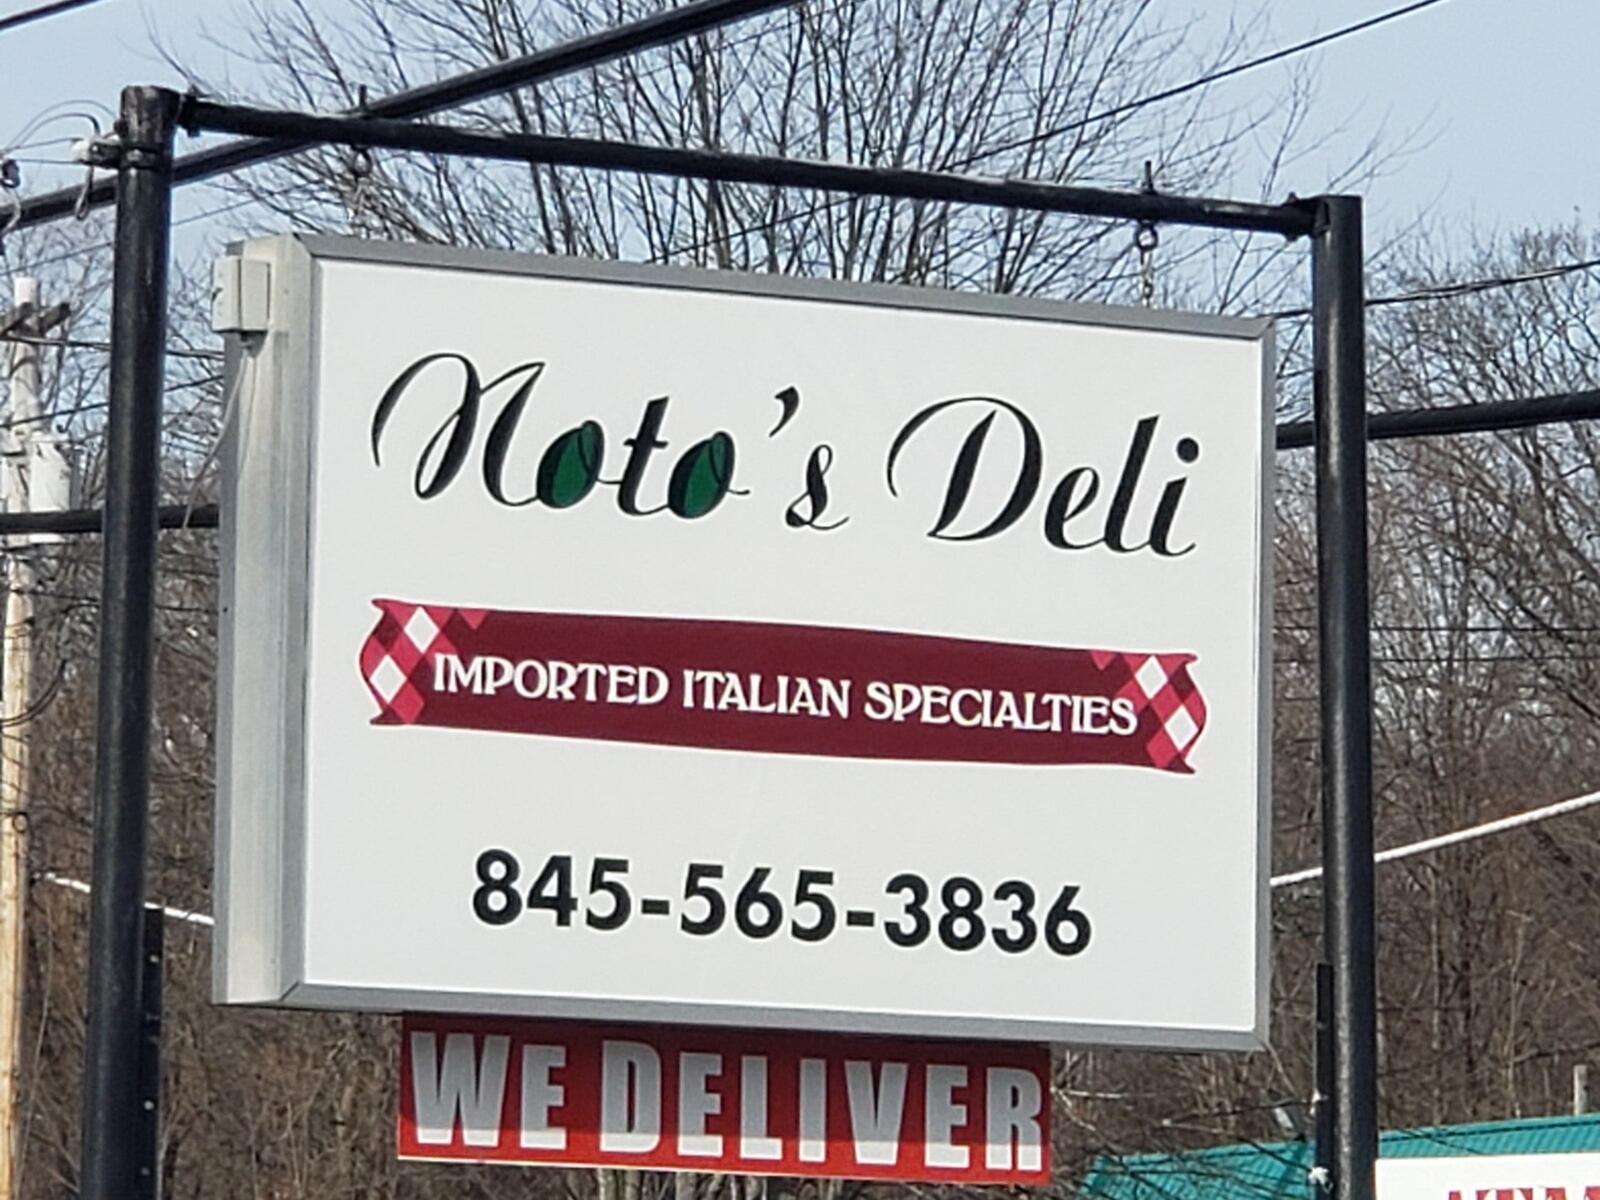 Noto's Deli
IMPORTED ITALIAN SPECIALTIES
845-565-3836
WE DELIVER